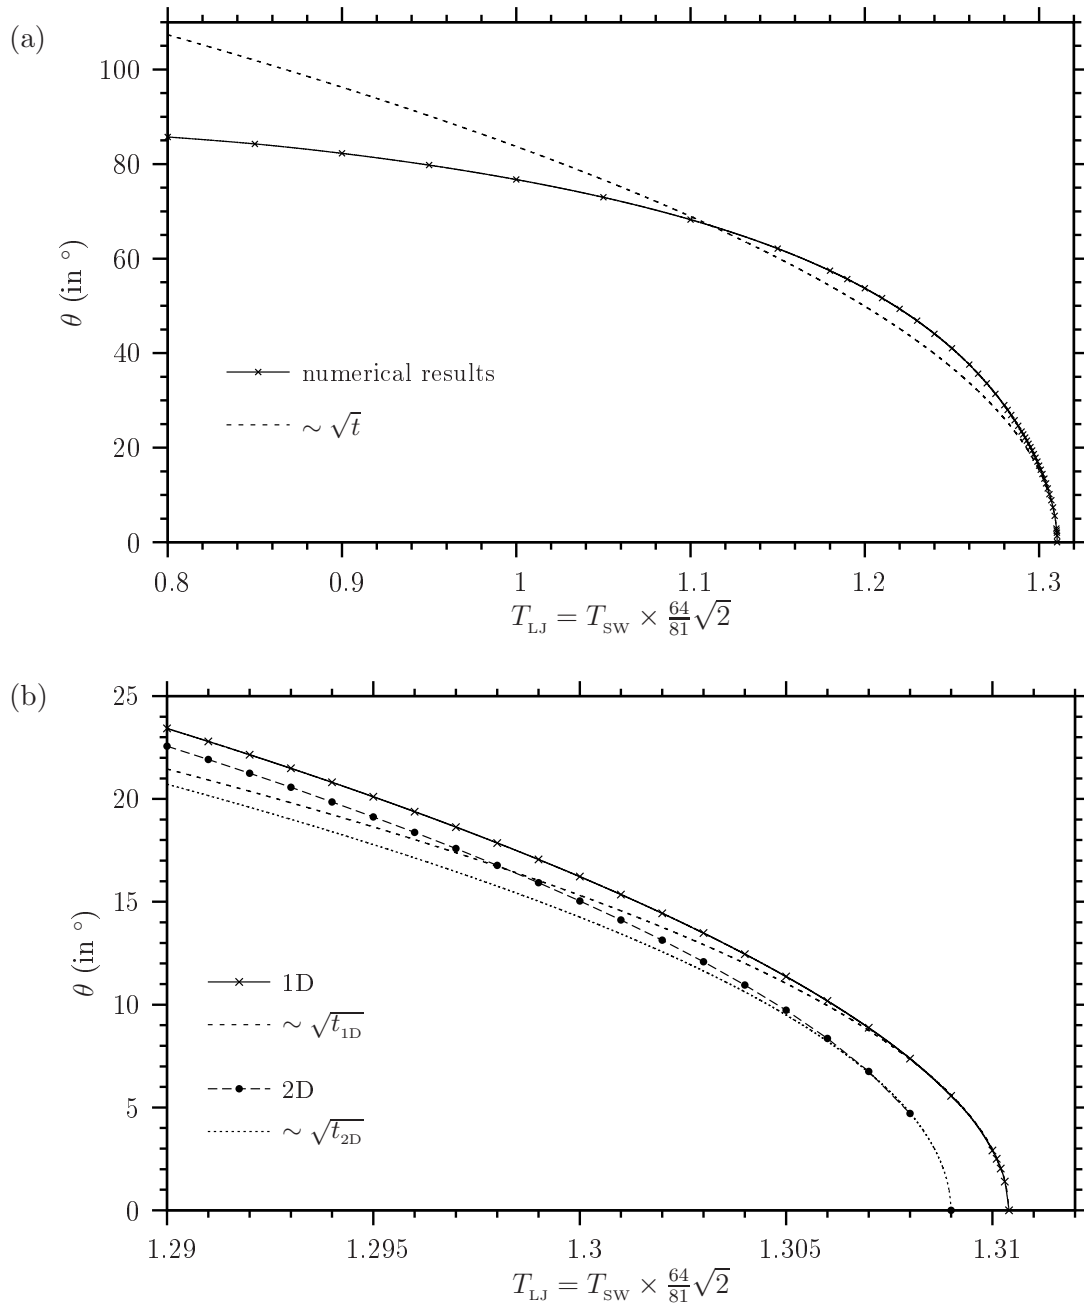 (a)
100
80
60
40
20
0
θ (in °)
numerical results
∼ √t
0.8 0.9 1 1.1 1.2 1.3
T_LJ = T_SW × 64/81 √2
(b)
25
20
15
10
5
0
θ (in °)
1D
∼ √t_1D
2D
∼ √t_2D
1.29 1.295 1.3 1.305 1.31
T_LJ = T_SW × 64/81 √2